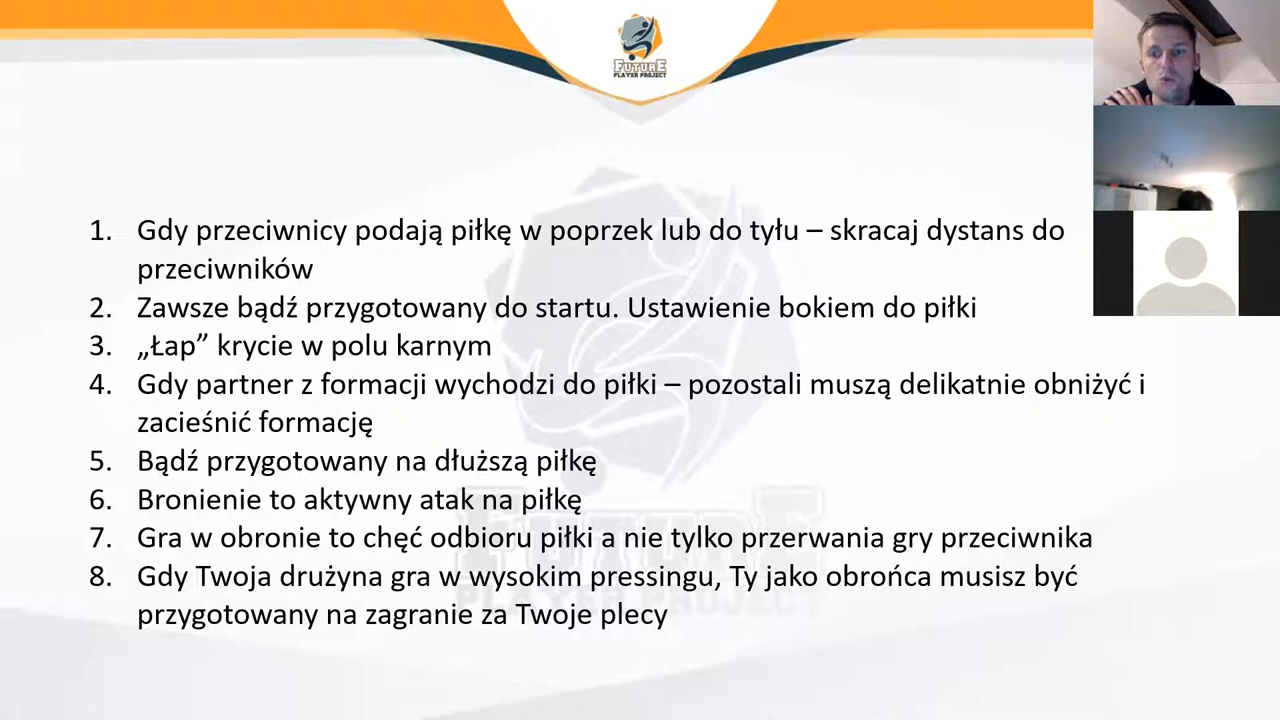 FUTURE
PLAYER PROJECT
1. Gdy przeciwnicy podają piłkę w poprzek lub do tyłu – skracaj dystans do
przeciwników
2. Zawsze bądź przygotowany do startu. Ustawienie bokiem do piłki
3. „Łap” krycie w polu karnym
4. Gdy partner z formacji wychodzi do piłki – pozostali muszą delikatnie obniżyć i
zacieśnić formację
5. Bądź przygotowany na dłuższą piłkę
6. Bronienie to aktywny atak na piłkę
7. Gra w obronie to chęć odbioru piłki a nie tylko przerwania gry przeciwnika
8. Gdy Twoja drużyna gra w wysokim pressingu, Ty jako obrońca musisz być
przygotowany na zagranie za Twoje plecy
FUTURE
PLAYER PROJECT